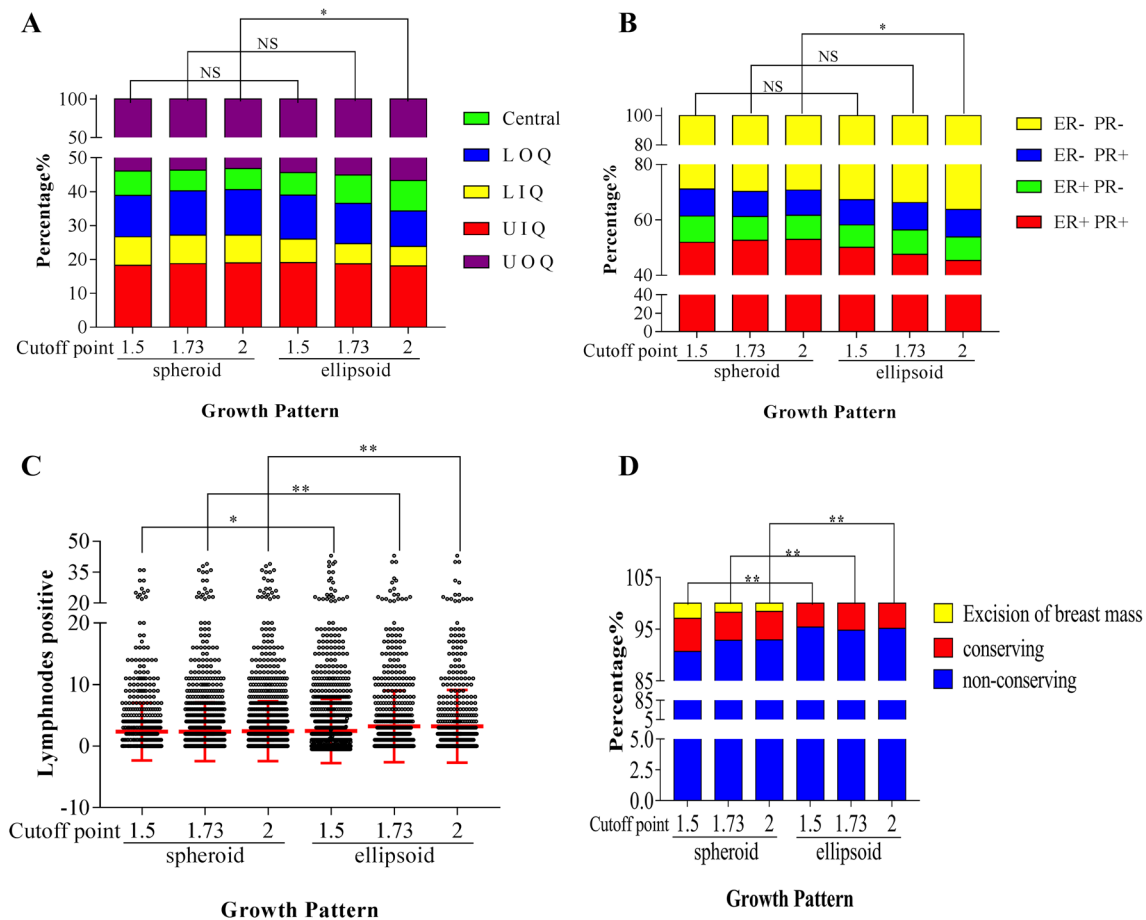 A
*
NS
NS
Percentage%
100
50
50
40
30
20
10
0
Central
L O Q
L I Q
U I Q
U O Q
Cutoff point
1.5 1.73 2 1.5 1.73 2
spheroid ellipsoid
Growth Pattern
B
*
NS
NS
Percentage%
100
80
80
60
40
40
20
0
ER- PR-
ER- PR+
ER+ PR-
ER+ PR+
Cutoff point
1.5 1.73 2 1.5 1.73 2
spheroid ellipsoid
Growth Pattern
C
**
**
*
Lymphnodes positive
50
35
20
20
10
0
-10
Cutoff point
1.5 1.73 2 1.5 1.73 2
spheroid ellipsoid
Growth Pattern
D
**
**
**
Percentage%
105
95
85
85
5
5.0
2.5
0.0
Excision of breast mass
conserving
non-conserving
Cutoff point
1.5 1.73 2 1.5 1.73 2
spheroid ellipsoid
Growth Pattern